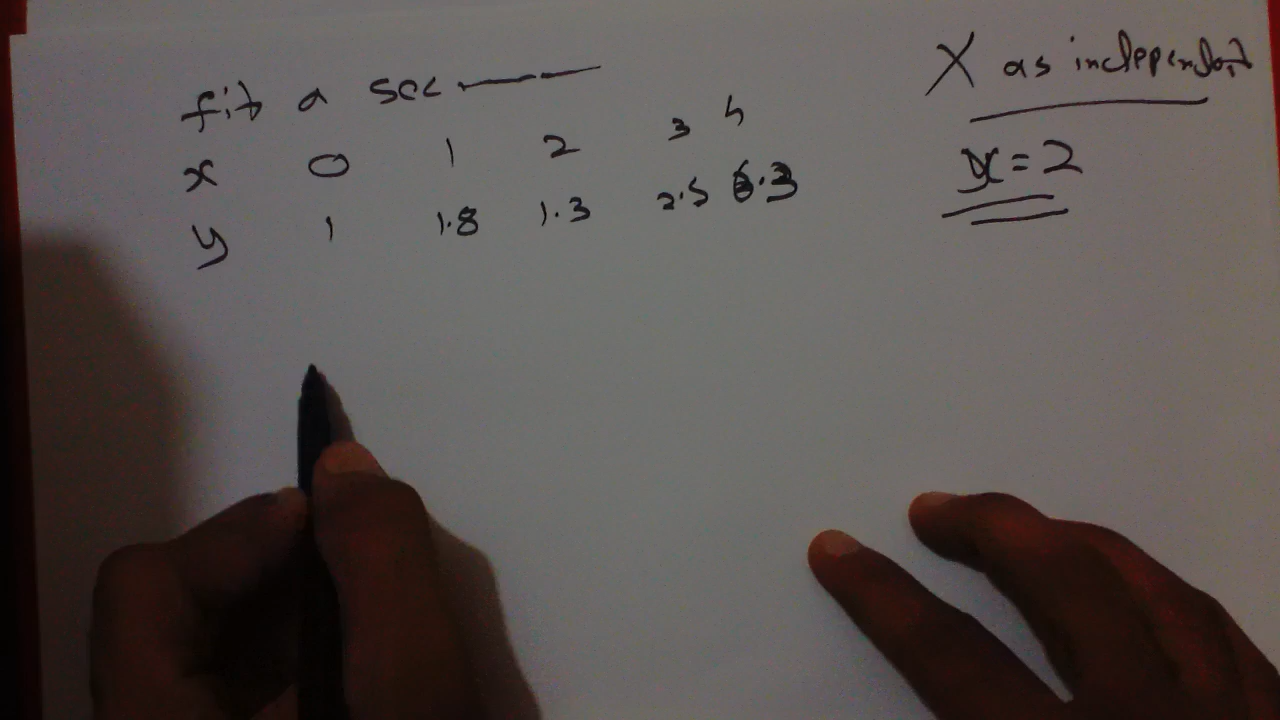 fit a sec
x 0 1 2 3 4
y 1 1.8 1.3 2.5 6.3
X as independent
x=2